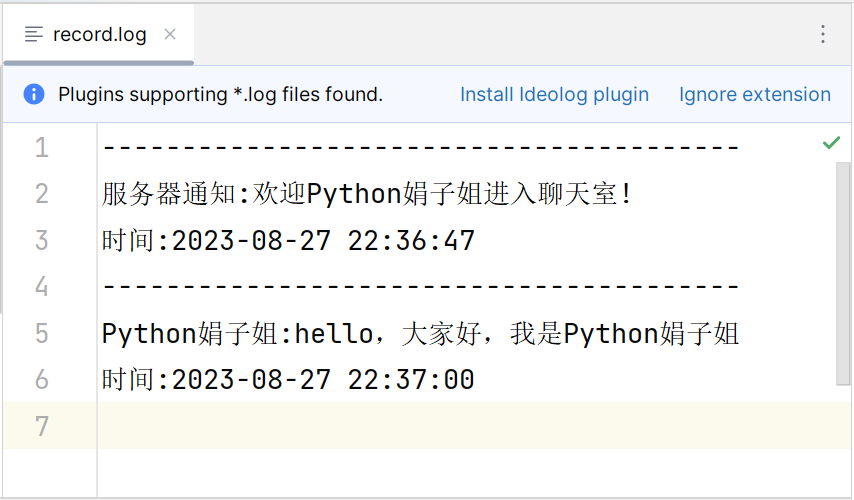 record.log
Plugins supporting *.log files found. Install Ideolog plugin Ignore extension
1 ----------------------------------------
2 服务器通知:欢迎Python娟子姐进入聊天室!
3 时间:2023-08-27 22:36:47
4 ----------------------------------------
5 Python娟子姐:hello，大家好，我是Python娟子姐
6 时间:2023-08-27 22:37:00
7